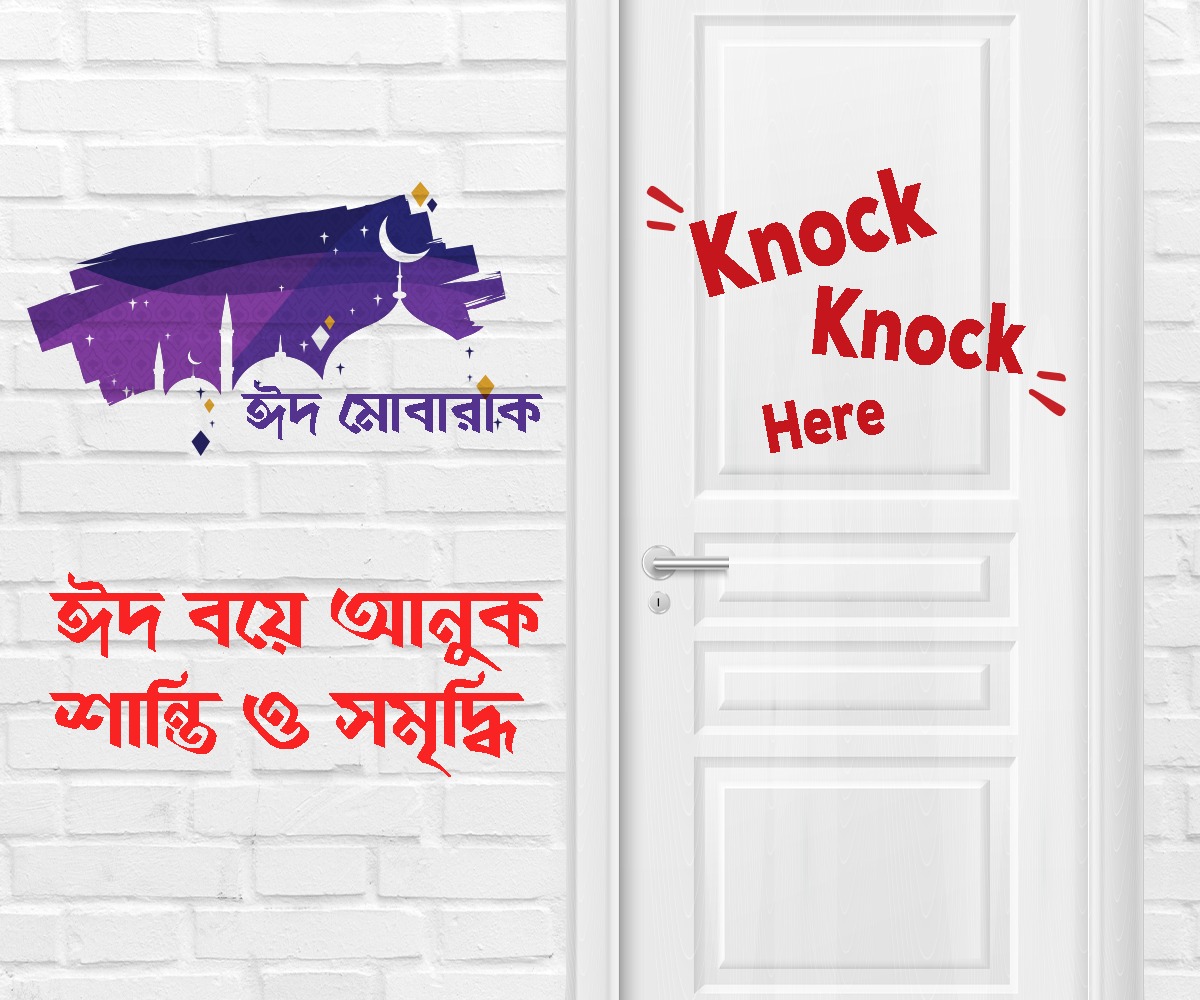 ঈদ মোবারক
ঈদ বয়ে আনুক
শান্তি ও সমৃদ্ধি
Knock
Knock
Here